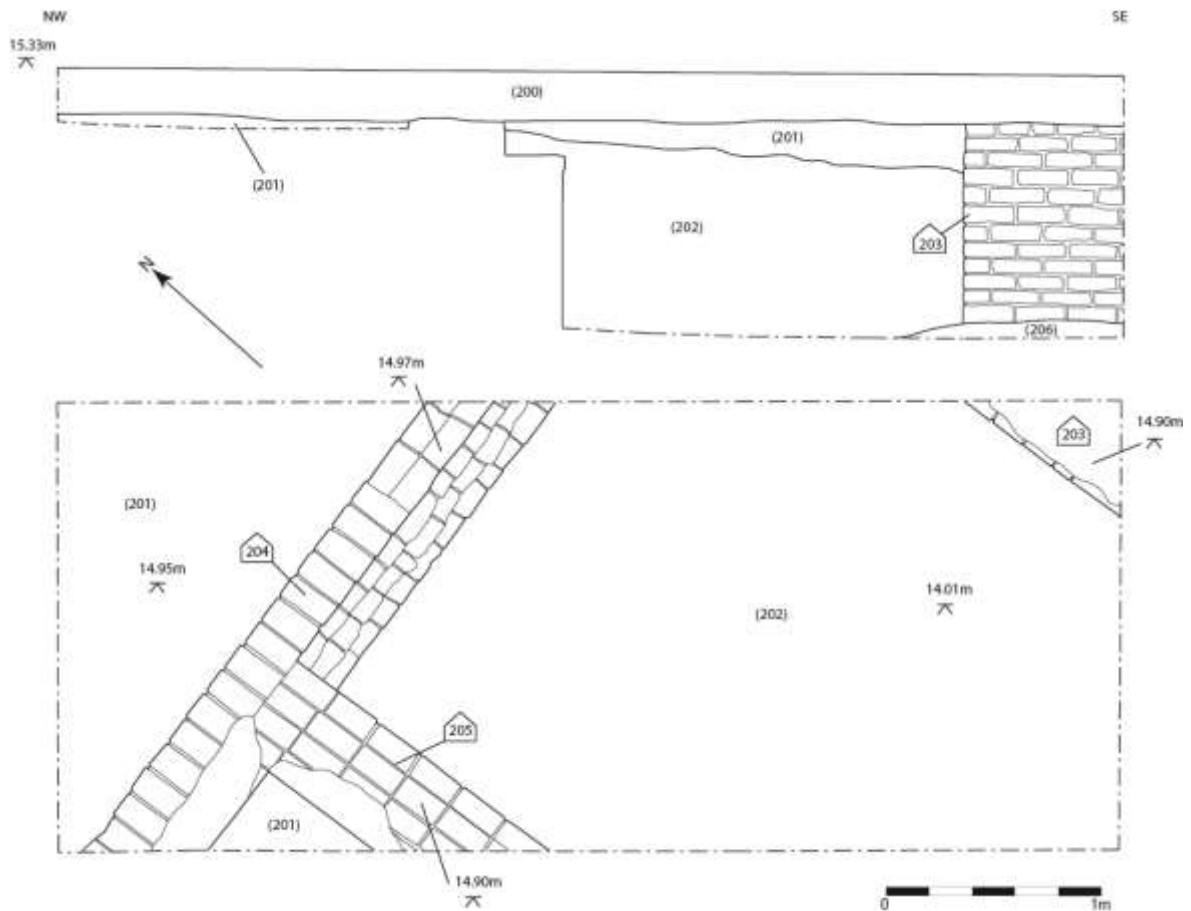 NW
SE
15.33m
(200)
(201)
(201)
(202)
203
(206)
N
14.97m
203
14.90m
(201)
204
14.95m
14.01m
(202)
205
(201)
14.90m
0
1m